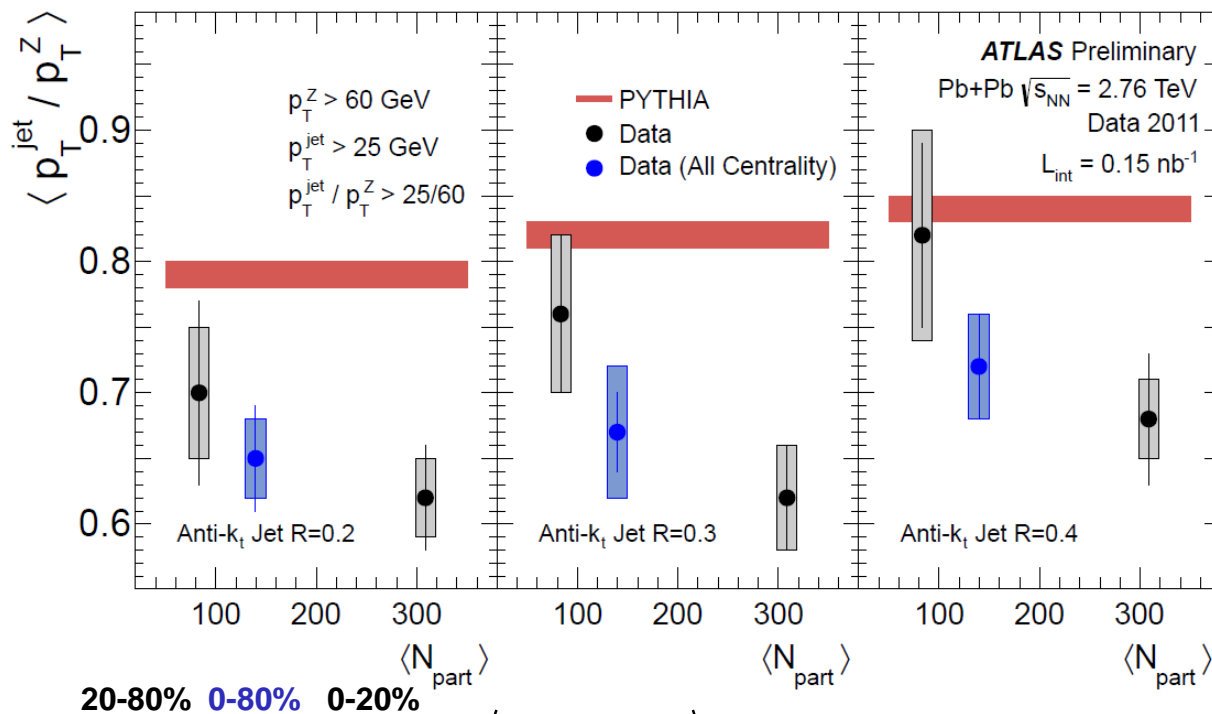 ⟨ p_T^jet / p_T^Z ⟩
0.9
0.8
0.7
0.6
p_T^Z > 60 GeV
p_T^jet > 25 GeV
p_T^jet / p_T^Z > 25/60
Anti-k_t Jet R=0.2
100 200 300
⟨N_part⟩
PYTHIA
Data
Data (All Centrality)
Anti-k_t Jet R=0.3
100 200 300
⟨N_part⟩
ATLAS Preliminary
Pb+Pb √s_NN = 2.76 TeV
Data 2011
L_int = 0.15 nb^-1
Anti-k_t Jet R=0.4
100 200 300
⟨N_part⟩
20-80% 0-80% 0-20%